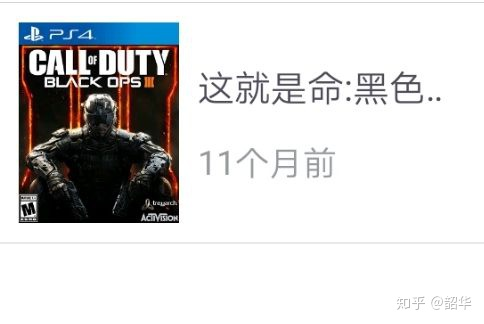 PS4
CALL OF DUTY
BLACK OPS III
这就是命:黑色..
11个月前
M
treyarch
ACTIVISION
知乎 @韶华